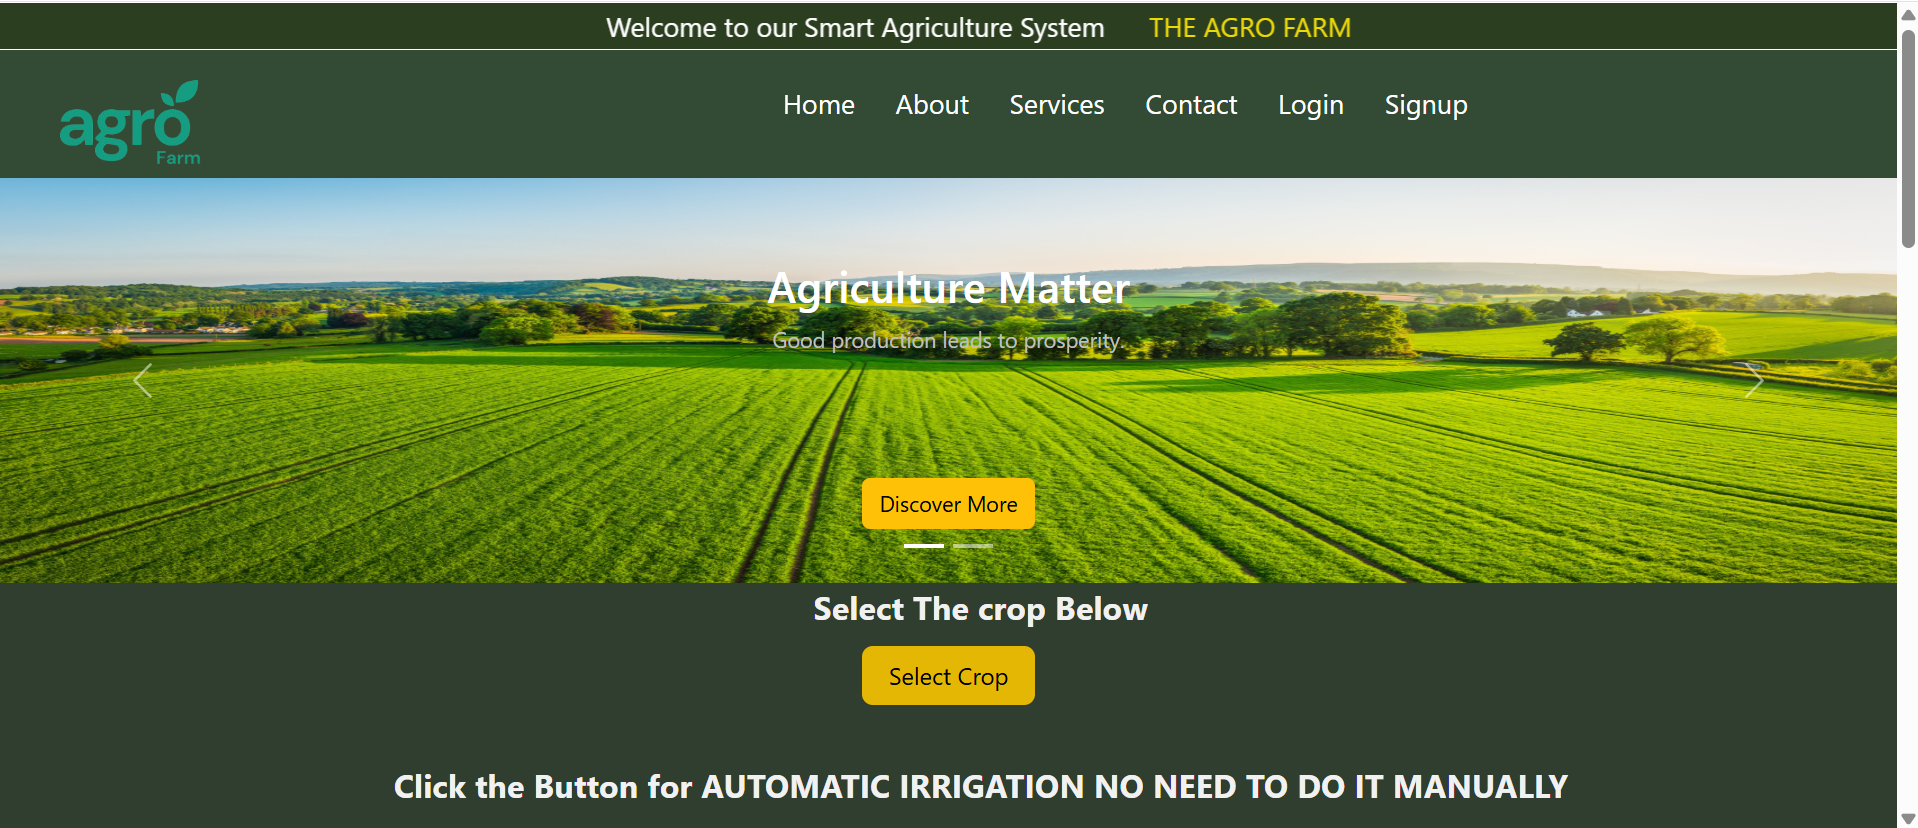 Welcome to our Smart Agriculture System THE AGRO FARM
agro
Farm
Home About Services Contact Login Signup
Agriculture Matter
Good production leads to prosperity.
Discover More
Select The crop Below
Select Crop
Click the Button for AUTOMATIC IRRIGATION NO NEED TO DO IT MANUALLY